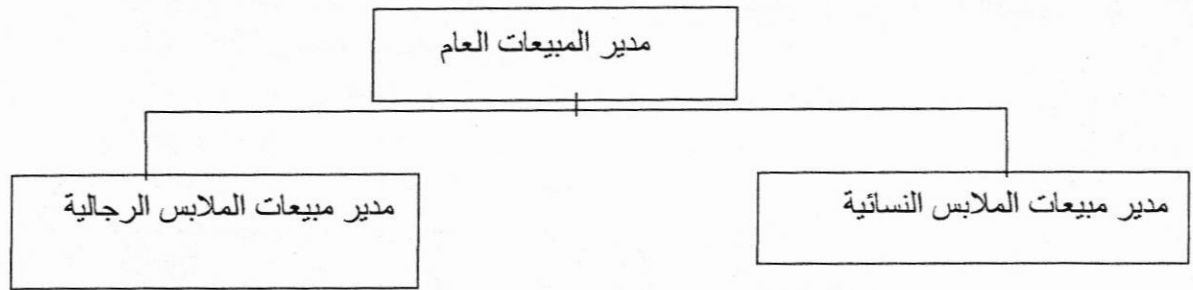 مدير المبيعات العام
مدير مبيعات الملابس النسائية
مدير مبيعات الملابس الرجالية